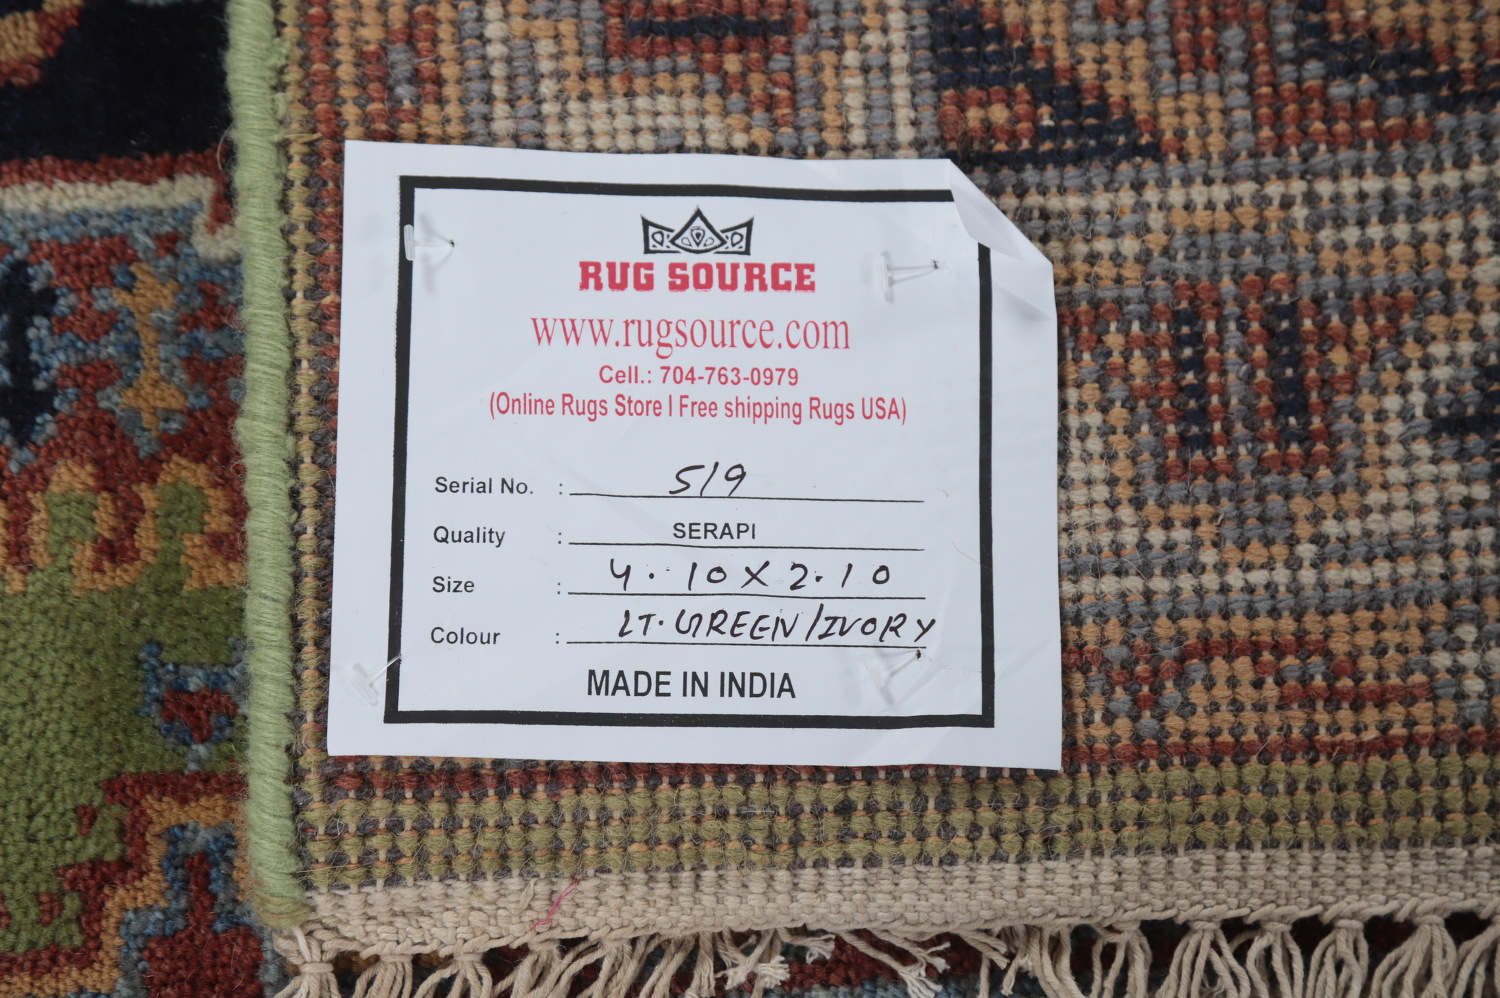 RUG SOURCE
www.rugsource.com
Cell.: 704-763-0979
(Online Rugs Store I Free shipping Rugs USA)
Serial No. : 519
Quality : SERAPI
Size : 4.10X2.10
Colour : LT.GREEN/IVORY
MADE IN INDIA